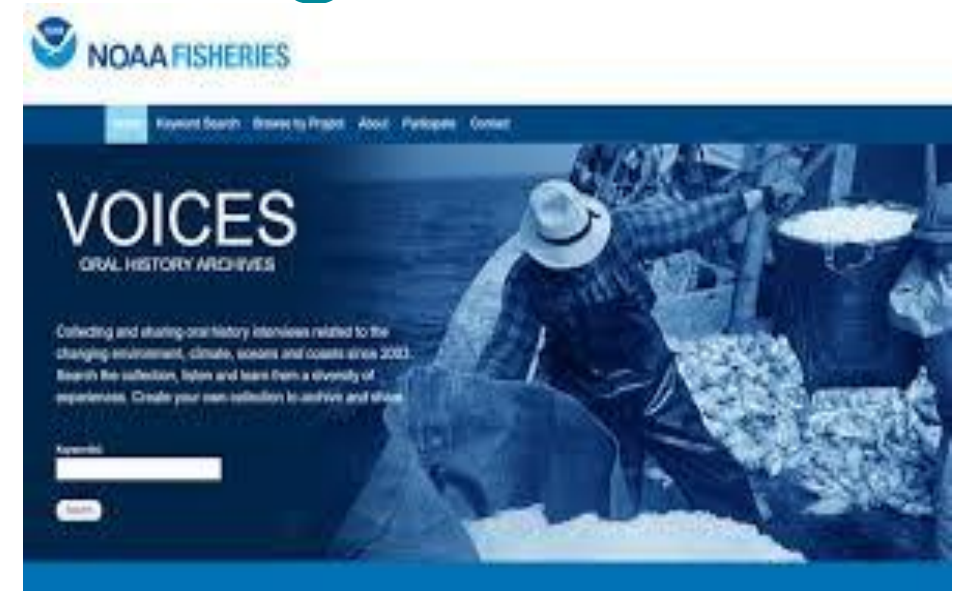 NOAA FISHERIES
Home Keyword Search Browse by Project About Participate Contact
VOICES
ORAL HISTORY ARCHIVES
Collecting and sharing oral history interviews related to the
changing environment, climate, oceans and coasts since 2003.
Search the collection, listen and learn from a diversity of
experiences. Create your own collection to archive and share
Keyword(s)
Search